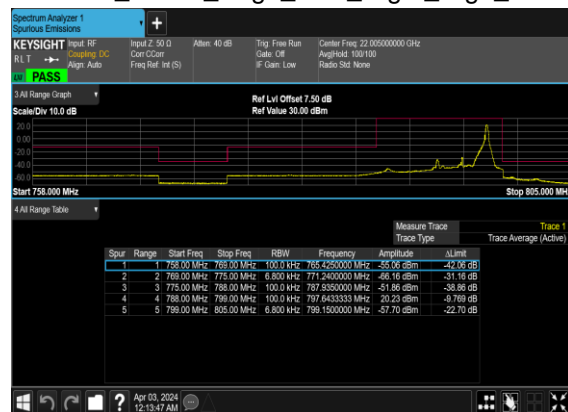 Spectrum Analyzer 1
Spurious Emissions
+
KEYSIGHT Input: RF Input Z: 50 Ω Atten: 40 dB Trig: Free Run Center Freq: 22.005000000 GHz
RLT Coupling: DC Corr CCorr Gate: Off Avg|Hold: 100/100
Align: Auto Freq Ref: Int (S) IF Gain: Low Radio Std: None
PASS
3 All Range Graph
Scale/Div 10.0 dB
Ref Lvl Offset 7.50 dB
Ref Value 30.00 dBm
20.0
0.00
-20.0
-40.0
-60.0
Start 758.000 MHz Stop 805.000 MH
4 All Range Table
Measure Trace Trace 1
Trace Type Trace Average (Active)
Spur Range Start Freq Stop Freq RBW Frequency Amplitude ΔLimit
1 1 758.00 MHz 769.00 MHz 100.0 kHz 765.4250000 MHz -55.06 dBm -42.06 dB
2 2 769.00 MHz 775.00 MHz 6.800 kHz 771.2400000 MHz -66.16 dBm -31.16 dB
3 3 775.00 MHz 788.00 MHz 100.0 kHz 787.9350000 MHz -51.86 dBm -38.86 dB
4 4 788.00 MHz 799.00 MHz 100.0 kHz 797.6433333 MHz 20.23 dBm -9.769 dB
5 5 799.00 MHz 805.00 MHz 6.800 kHz 799.1500000 MHz -57.70 dBm -22.70 dB
? Apr 03, 2024
12:13:47 AM